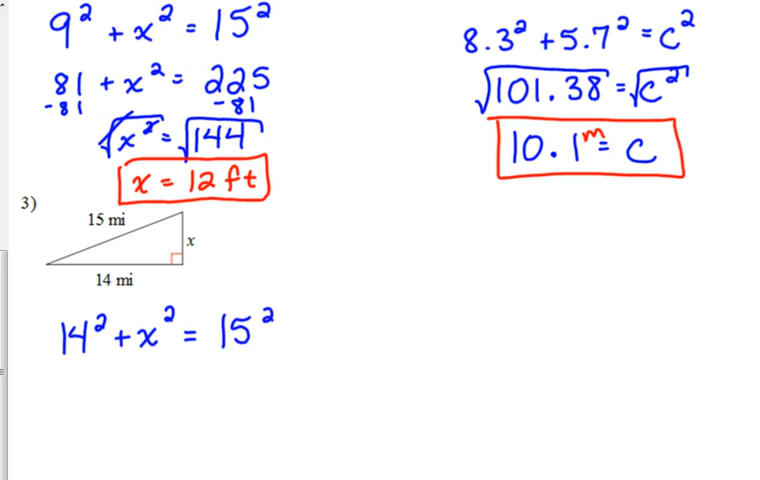 9² + x² = 15²
81 + x² = 225
-81 -81
√x² = √144
x = 12 ft
8.3² + 5.7² = c²
√101.38 = √c²
10.1 m = c
3)
15 mi
x
14 mi
14² + x² = 15²